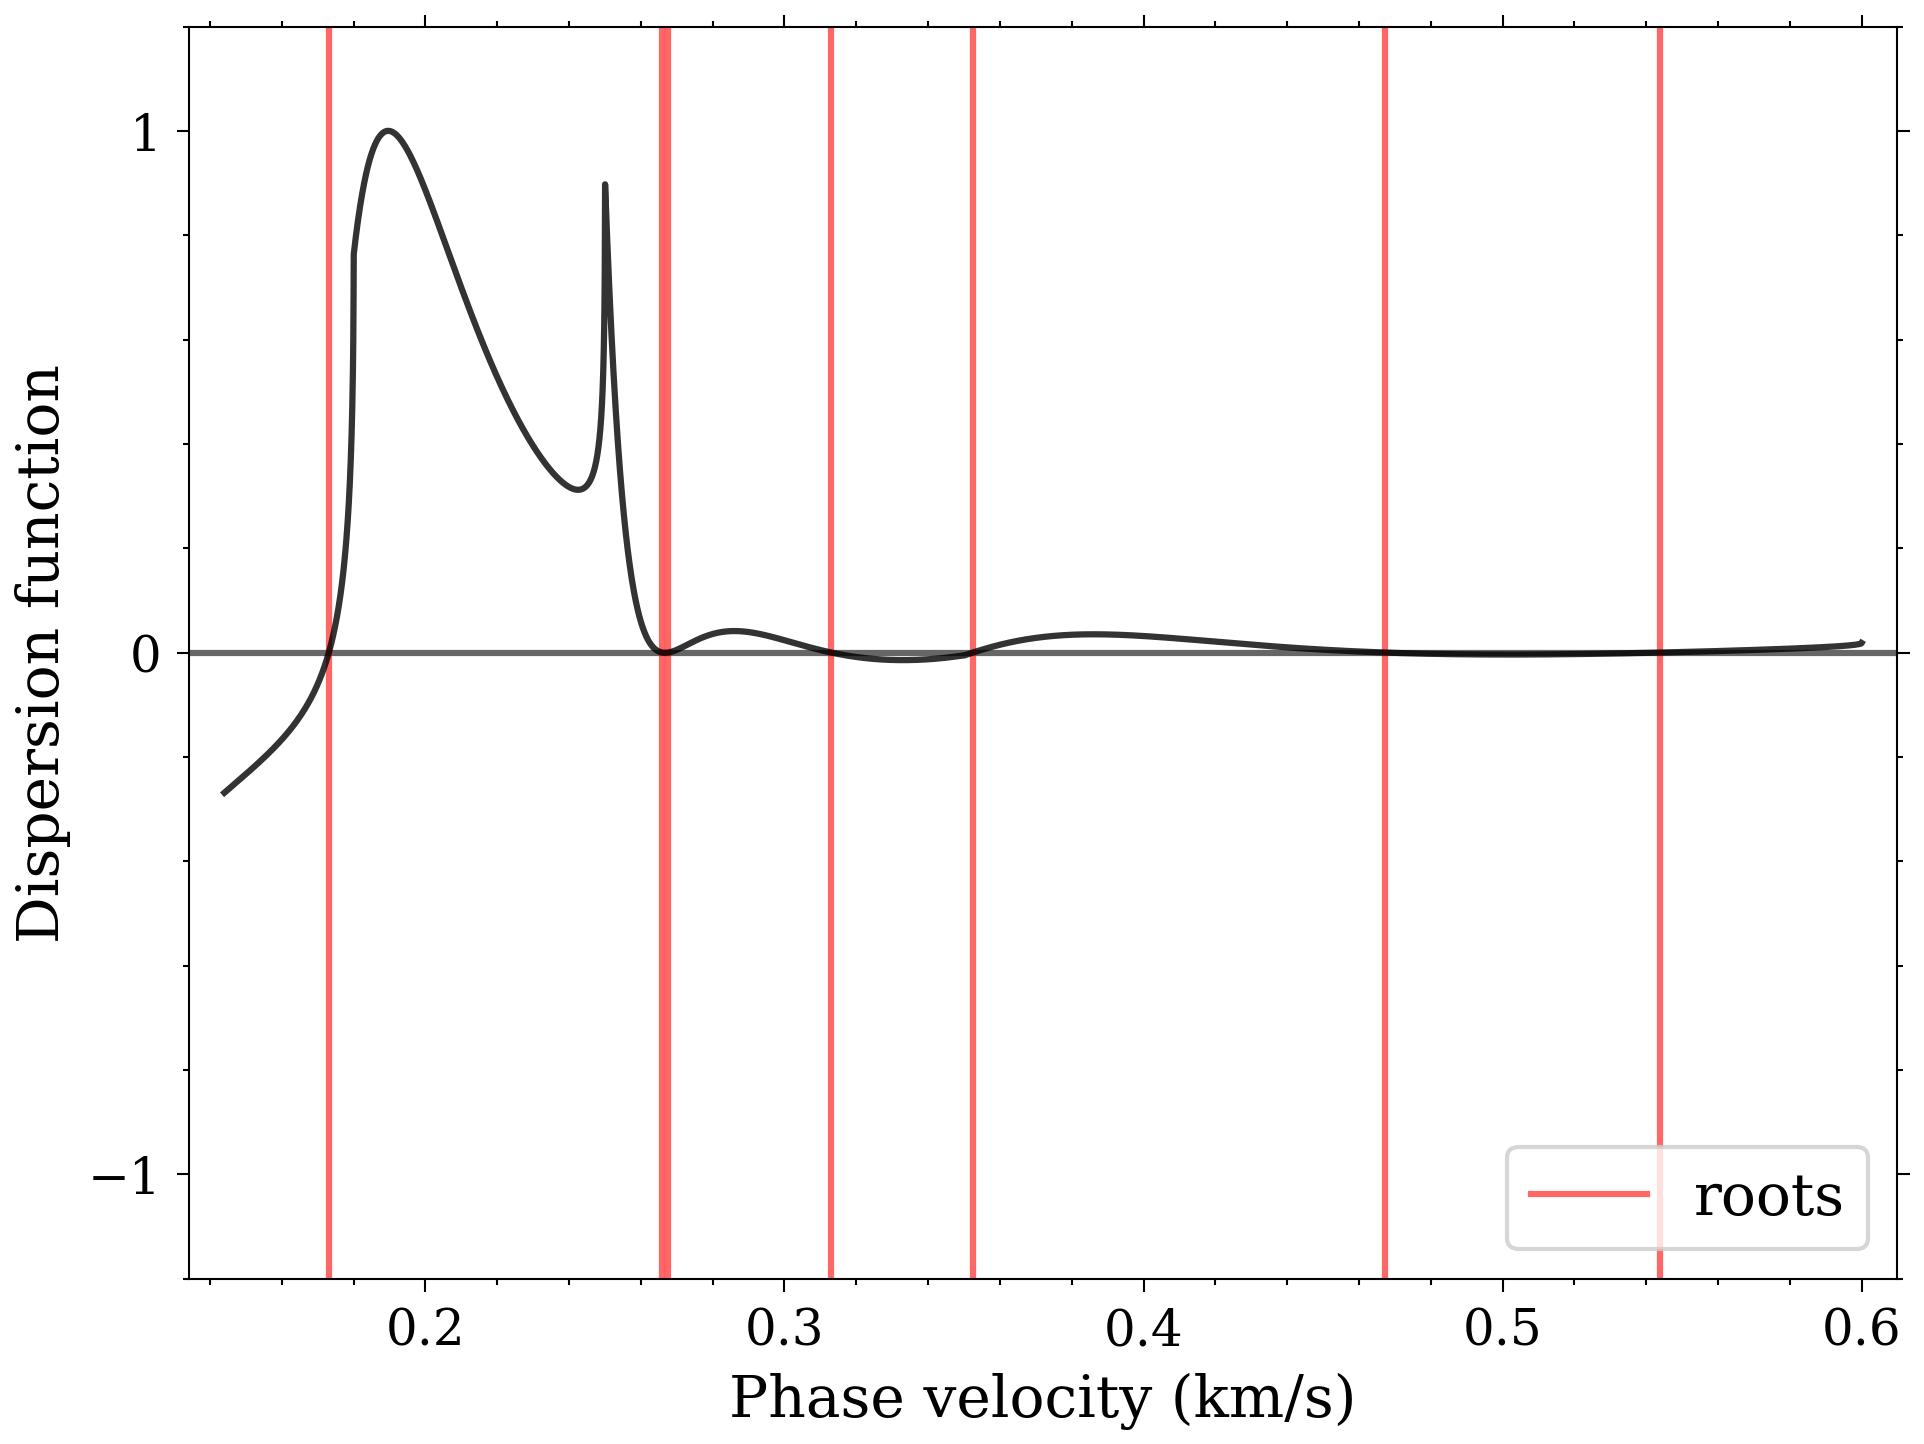 Dispersion function
1
0
−1
roots
0.2 0.3 0.4 0.5 0.6
Phase velocity (km/s)